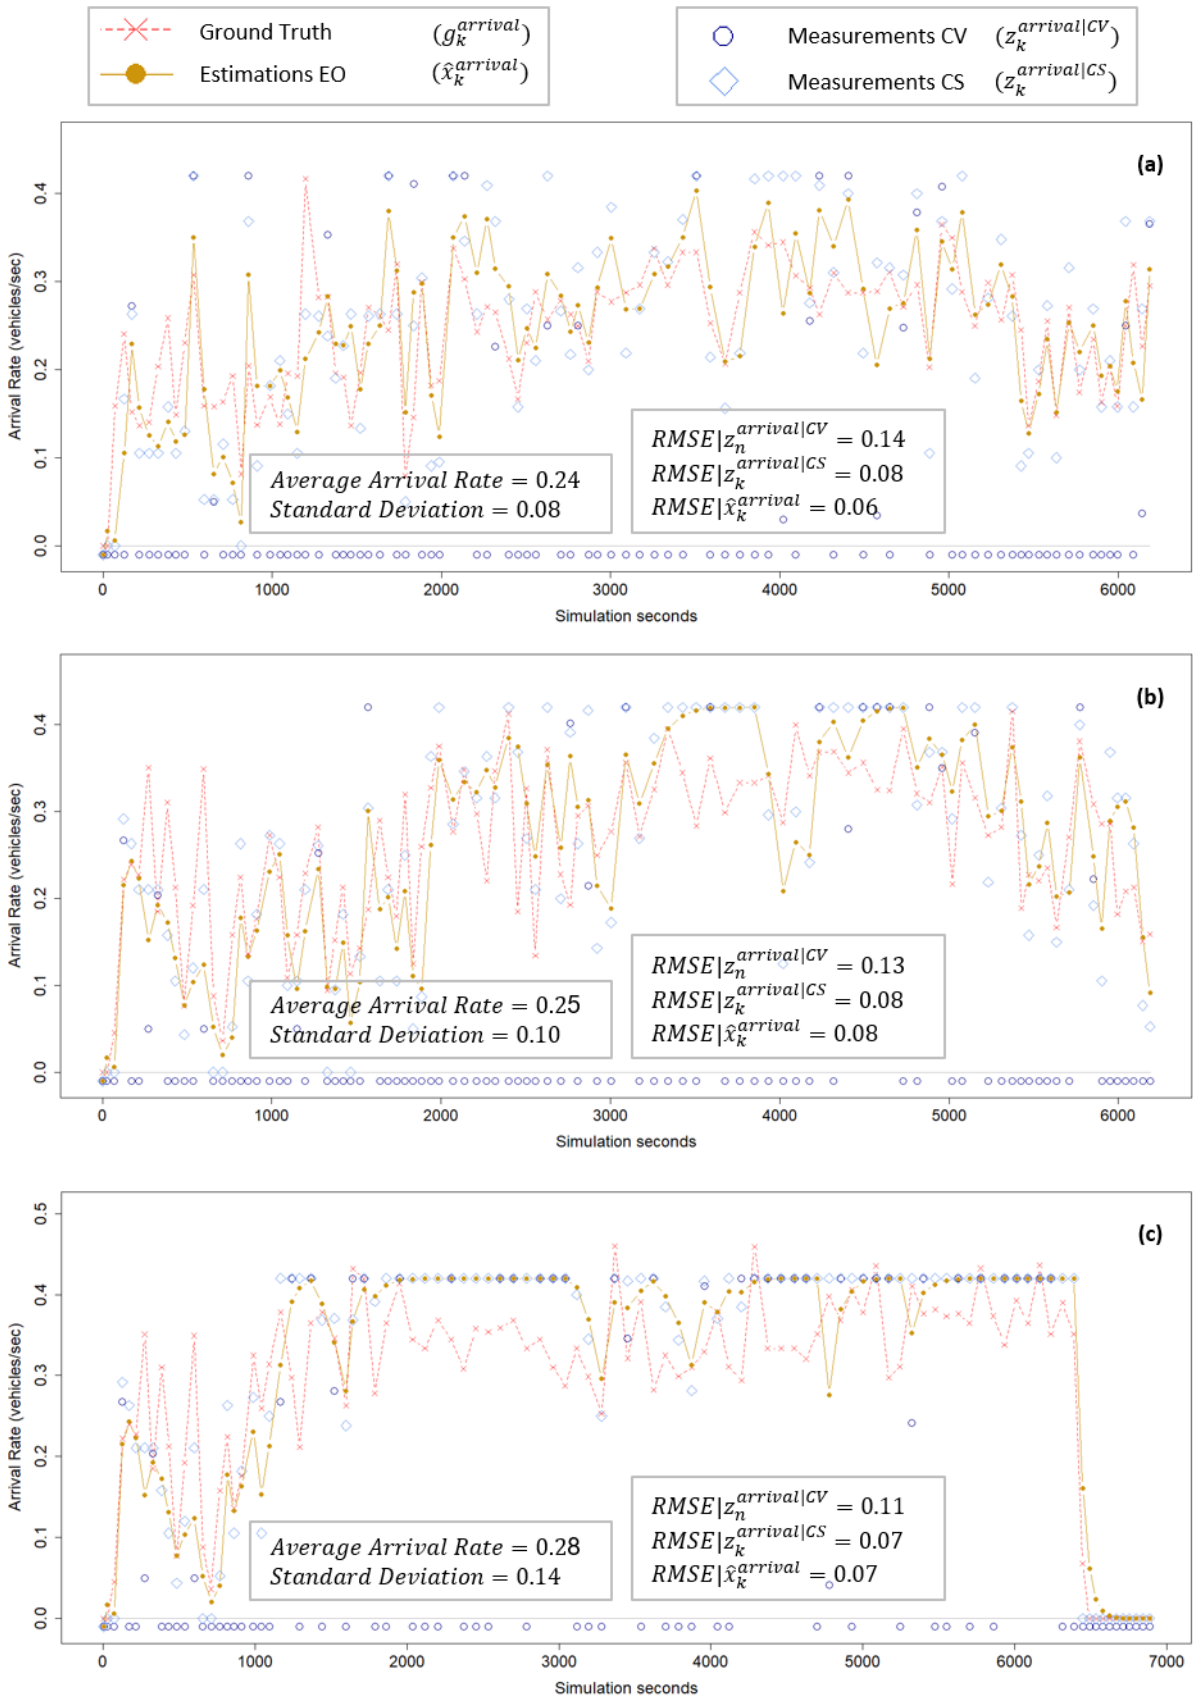 Ground Truth (g_k^arrival)
Estimations EO (x̂_k^arrival)
Measurements CV (z_k^arrival|CV)
Measurements CS (z_k^arrival|CS)
(a)
Arrival Rate (vehicles/sec)
0.4
0.3
0.2
0.1
0.0
Average Arrival Rate = 0.24
Standard Deviation = 0.08
RMSE|z_n^arrival|CV = 0.14
RMSE|z_k^arrival|CS = 0.08
RMSE|x̂_k^arrival = 0.06
0 1000 2000 3000 4000 5000 6000
Simulation seconds
(b)
Arrival Rate (vehicles/sec)
0.4
0.3
0.2
0.1
0.0
Average Arrival Rate = 0.25
Standard Deviation = 0.10
RMSE|z_n^arrival|CV = 0.13
RMSE|z_k^arrival|CS = 0.08
RMSE|x̂_k^arrival = 0.08
0 1000 2000 3000 4000 5000 6000
Simulation seconds
(c)
Arrival Rate (vehicles/sec)
0.5
0.4
0.3
0.2
0.1
0.0
Average Arrival Rate = 0.28
Standard Deviation = 0.14
RMSE|z_n^arrival|CV = 0.11
RMSE|z_k^arrival|CS = 0.07
RMSE|x̂_k^arrival = 0.07
0 1000 2000 3000 4000 5000 6000 7000
Simulation seconds